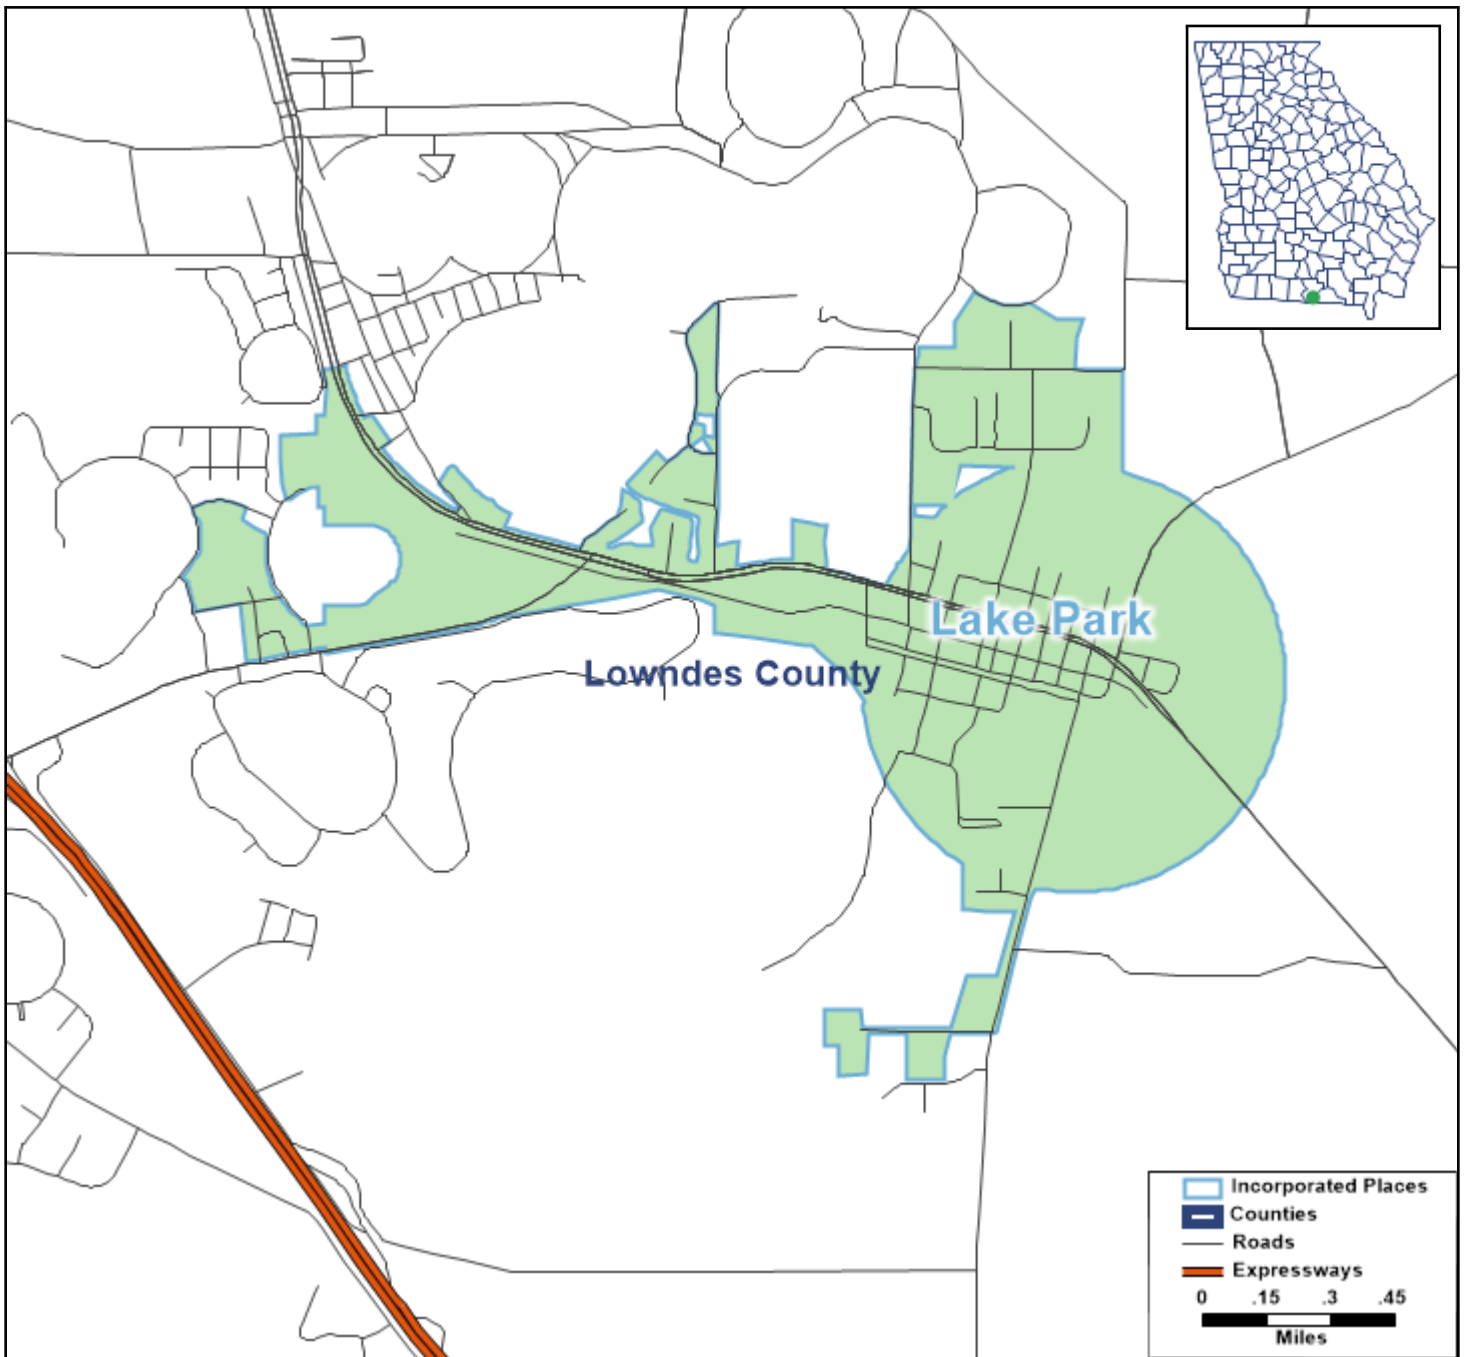 Lake Park
Lowndes County
Incorporated Places
Counties
Roads
Expressways
0 .15 .3 .45
Miles